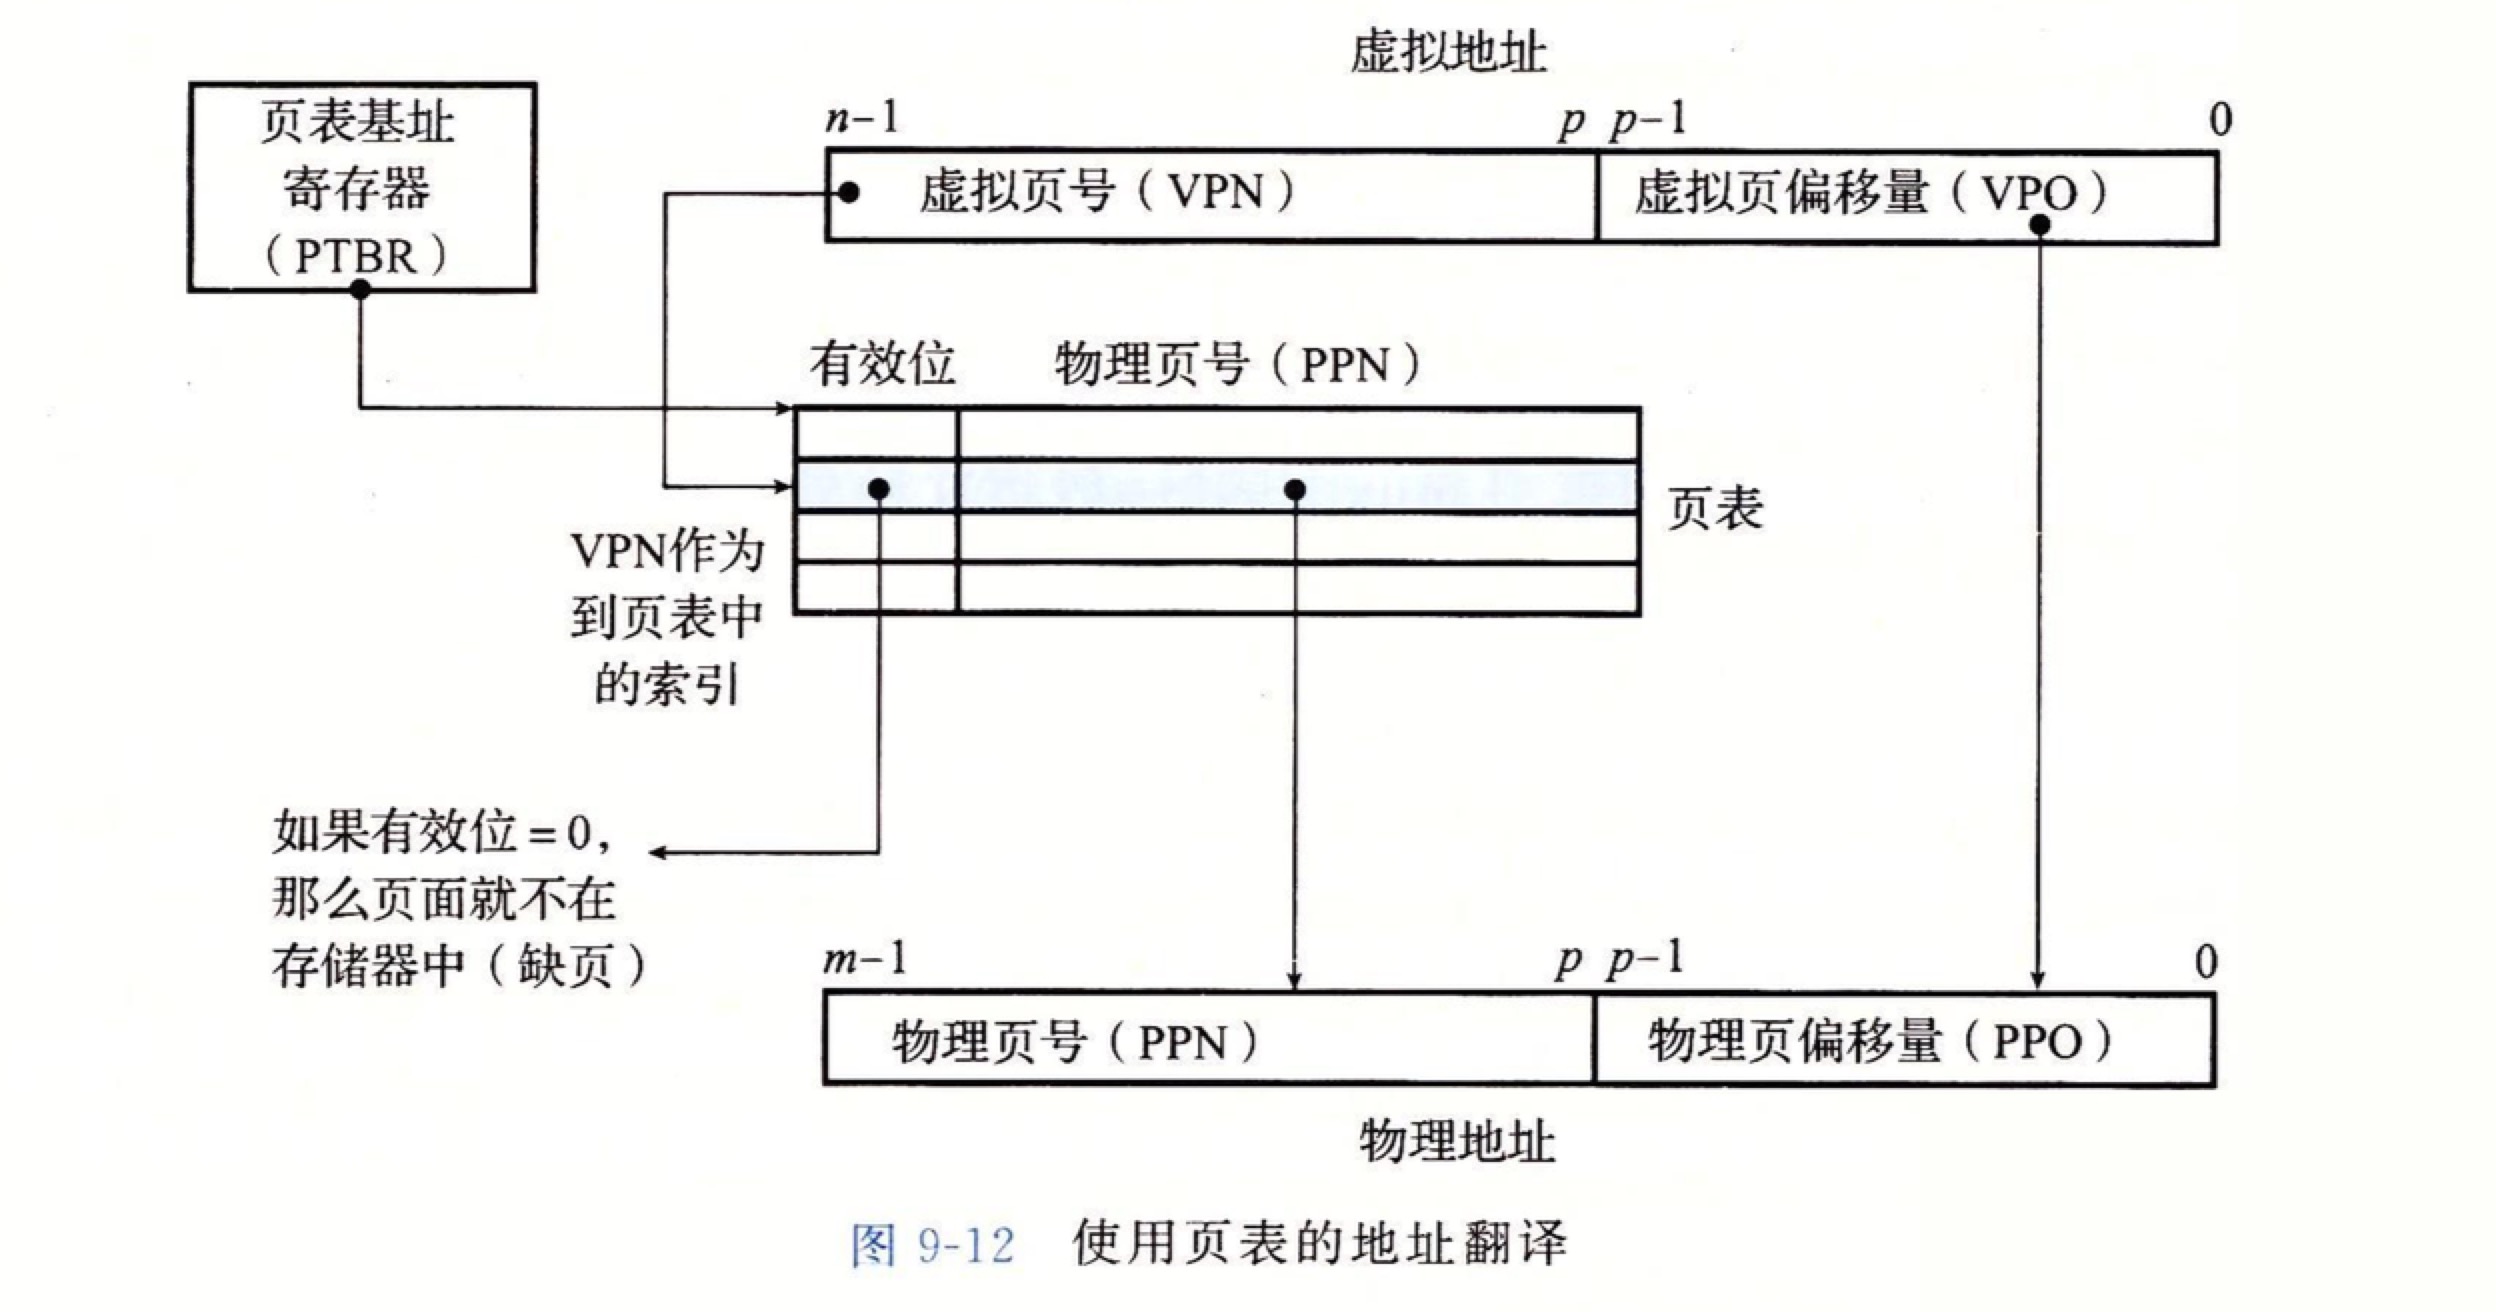 虚拟地址
页表基址
寄存器
（PTBR）
n-1
p p-1
0
虚拟页号（VPN）
虚拟页偏移量（VPO）
有效位
物理页号（PPN）
页表
VPN作为
到页表中
的索引
如果有效位=0，
那么页面就不在
存储器中（缺页）
m-1
p p-1
0
物理页号（PPN）
物理页偏移量（PPO）
物理地址
图 9-12 使用页表的地址翻译